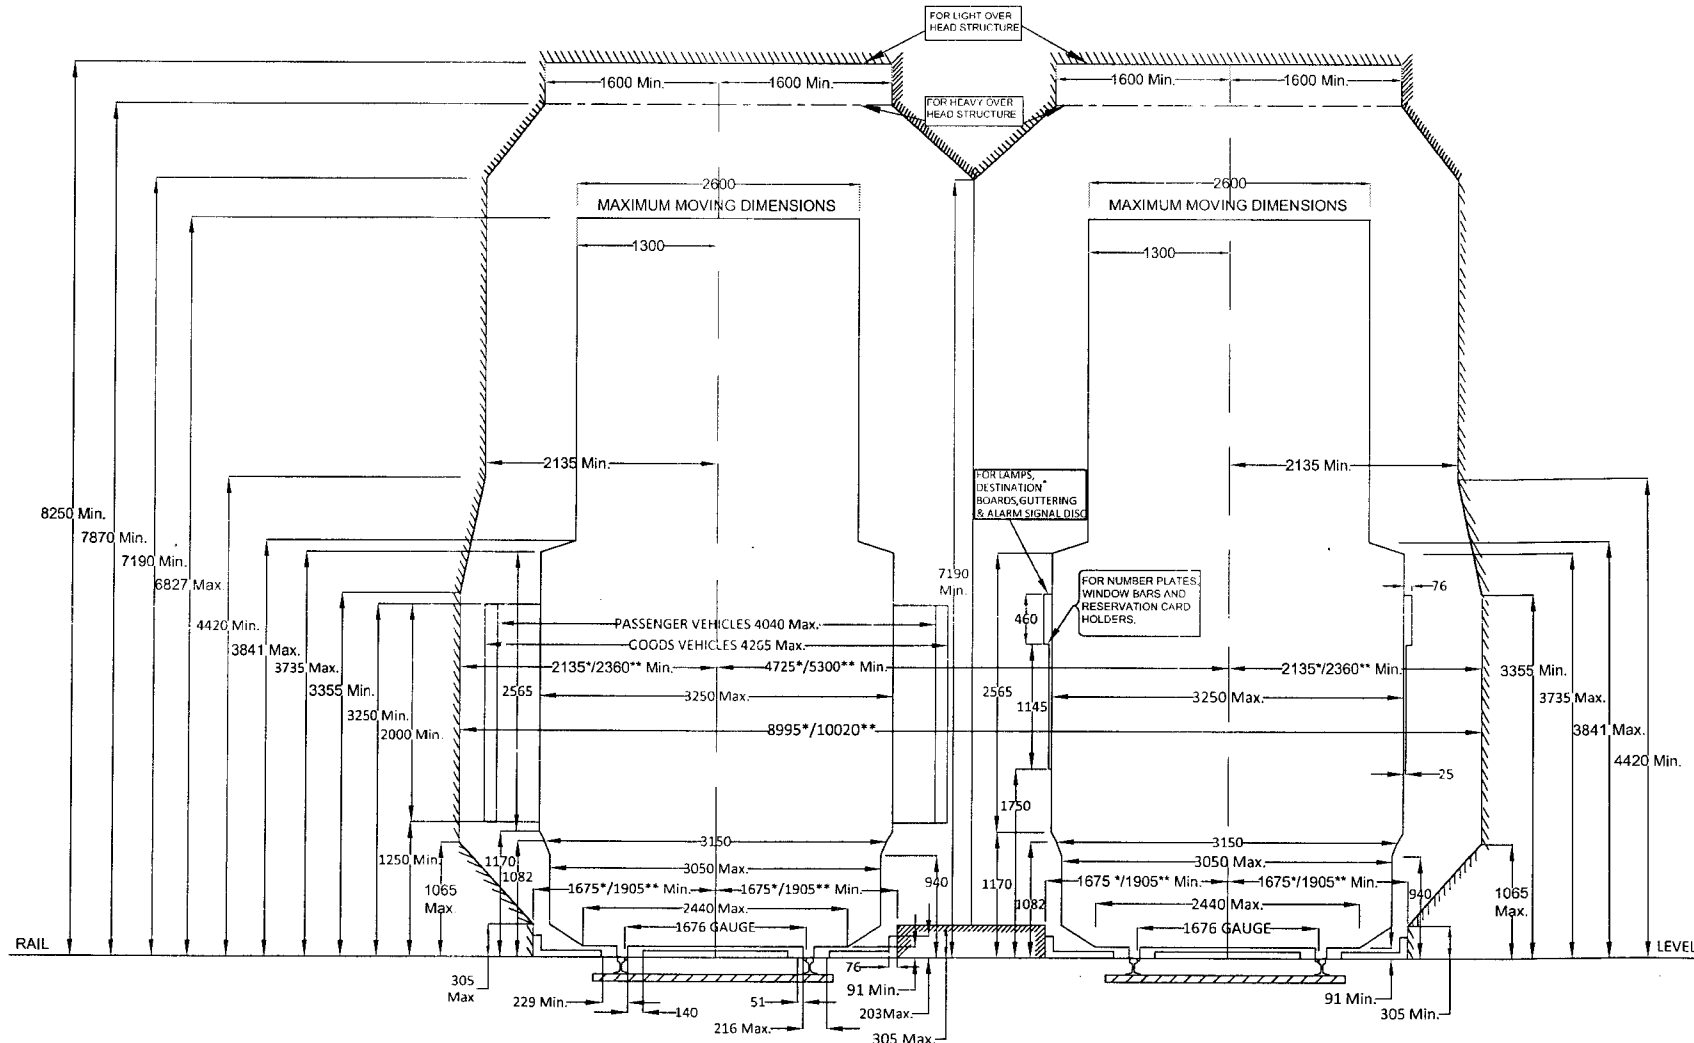 FOR LIGHT OVER
HEAD STRUCTURE
1600 Min.
1600 Min.
1600 Min.
1600 Min.
FOR HEAVY OVER
HEAD STRUCTURE
2600
MAXIMUM MOVING DIMENSIONS
1300
2600
MAXIMUM MOVING DIMENSIONS
1300
2135 Min.
2135 Min.
FOR LAMPS,
DESTINATION
BOARDS,GUTTERING
& ALARM SIGNAL DISC
8250 Min.
7870 Min.
7190 Min.
6827 Max
4420 Min.
3841 Max.
3735 Max.
3355 Min.
3250 Min.
2000 Min.
1250 Min.
7190
Min.
FOR NUMBER PLATES,
WINDOW BARS AND
RESERVATION CARD
HOLDERS.
76
460
PASSENGER VEHICLES 4040 Max.
GOODS VEHICLES 4265 Max.
2135*/2360** Min.
4725*/5300** Min.
2135*/2360** Min.
3355 Min.
3735 Max.
3841 Max.
4420 Min.
2565
3250 Max.
2565
1145
3250 Max.
8995*/10020**
25
1750
3150
3150
1170
1082
3050 Max.
940
1170
1082
3050 Max.
940
1065
Max.
1065
Max.
1675*/1905** Min.
1675*/1905** Min.
1675 */1905** Min.
1675*/1905** Min.
2440 Max.
2440 Max.
1676 GAUGE
1676 GAUGE
RAIL
LEVEL
305
Max
229 Min.
140
51
216 Max.
76
91 Min.
203Max.
305 Max.
91 Min.
305 Min.